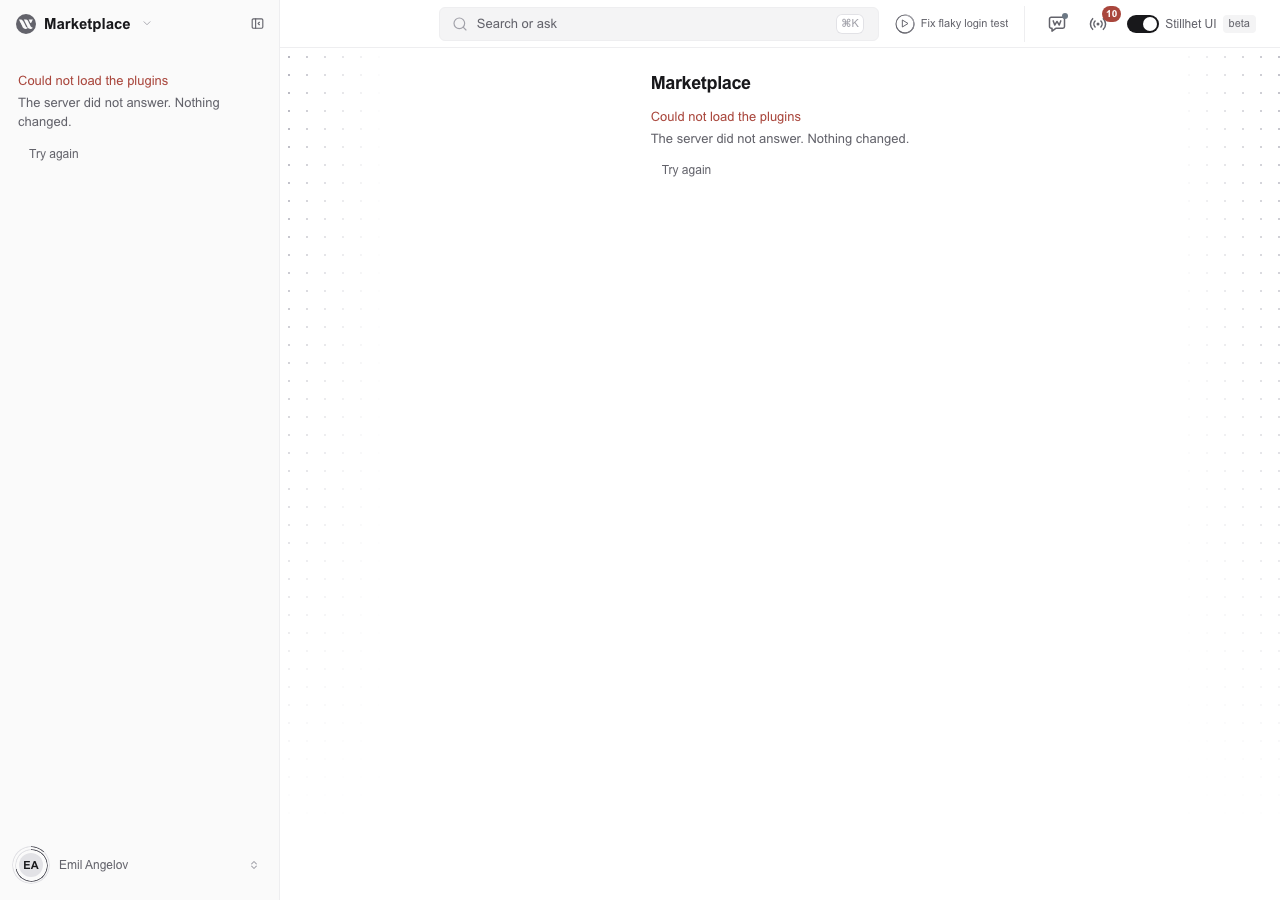 Marketplace
Search or ask
⌘K
Fix flaky login test
10
Stillhet UI
beta
Could not load the plugins
The server did not answer. Nothing
changed.
Try again
Marketplace
Could not load the plugins
The server did not answer. Nothing changed.
Try again
EA
Emil Angelov